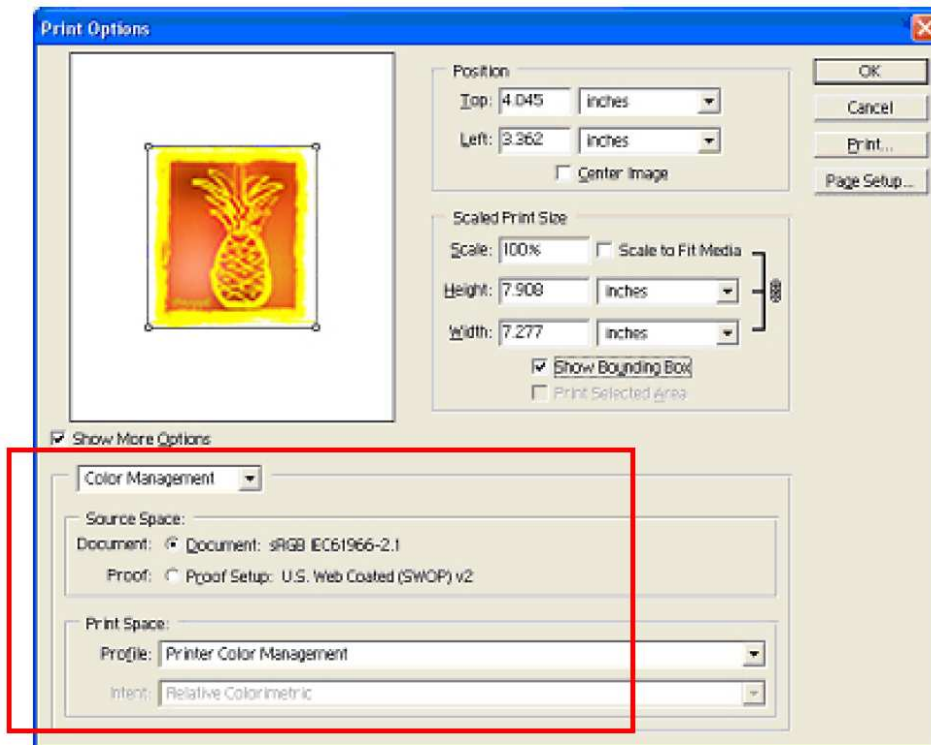 Print Options
Position
Top: 4.045 inches
Left: 3.362 inches
Center Image
OK
Cancel
Print...
Page Setup...
Scaled Print Size
Scale: 100% Scale to Fit Media
Height: 7.908 inches
Width: 7.277 inches
Show Bounding Box
Print Selected Area
Show More Options
Color Management
Source Space:
Document: Document: sRGB IEC61966-2.1
Proof: Proof Setup: U.S. Web Coated (SWOP) v2
Print Space:
Profile: Printer Color Management
Intent: Relative Colorimetric